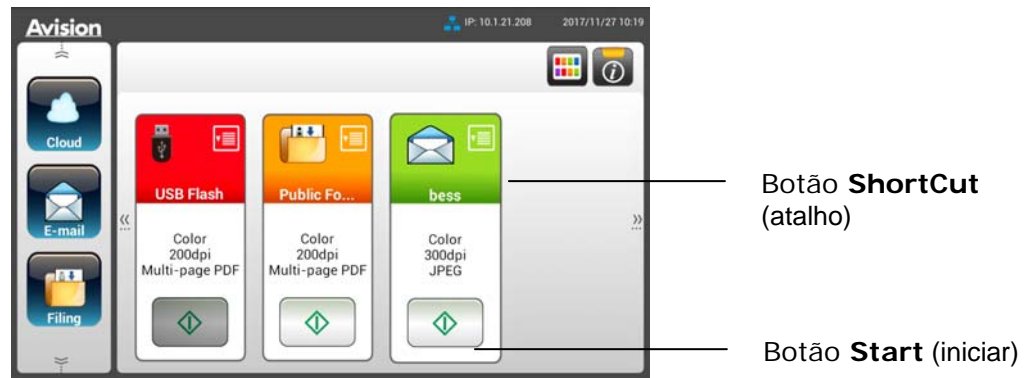 Avision
IP: 10.1.21.208
2017/11/27 10:19
Cloud
E-mail
Filing
USB Flash
Color
200dpi
Multi-page PDF
Public Fo...
Color
200dpi
Multi-page PDF
bess
Color
300dpi
JPEG
Botão ShortCut
(atalho)
Botão Start (iniciar)